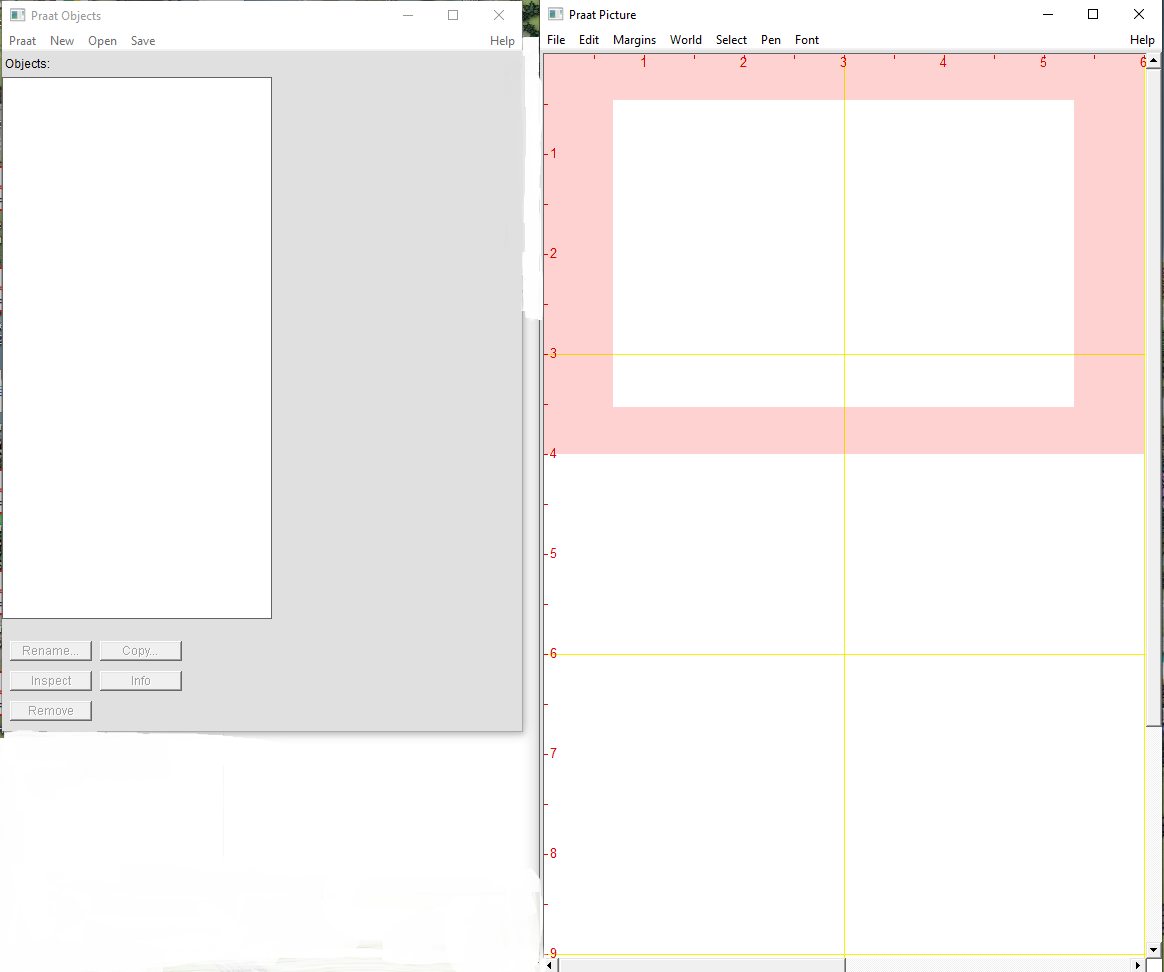 Praat Objects
Praat New Open Save Help
Objects:
Rename... Copy...
Inspect Info
Remove
Praat Picture
File Edit Margins World Select Pen Font Help
1 2 3 4 5 6
1
2
3
4
5
6
7
8
9